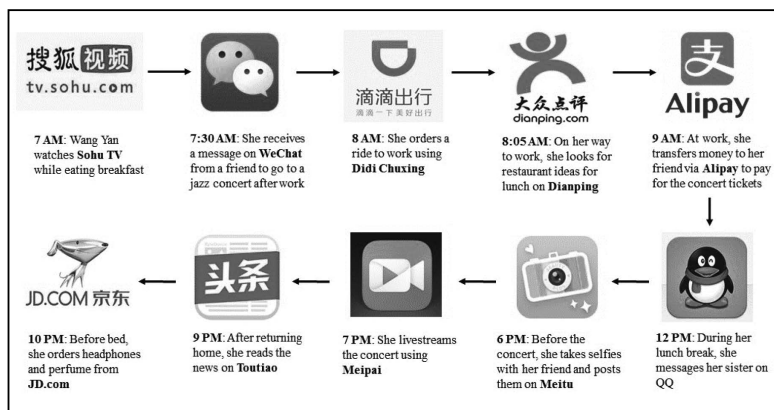 搜狐视频
tv.sohu.com
7 AM: Wang Yan
watches Sohu TV
while eating breakfast
7:30 AM: She receives
a message on WeChat
from a friend to go to a
jazz concert after work
滴滴出行
滴滴一下 美好出行
8 AM: She orders a
ride to work using
Didi Chuxing
大众点评
dianping.com
8:05 AM: On her way
to work, she looks for
restaurant ideas for
lunch on Dianping
支
Alipay
9 AM: At work, she
transfers money to her
friend via Alipay to pay
for the concert tickets
JD.COM 京东
10 PM: Before bed,
she orders headphones
and perfume from
JD.com
头条
9 PM: After returning
home, she reads the
news on Toutiao
7 PM: She livestreams
the concert using
Meipai
6 PM: Before the
concert, she takes selfies
with her friend and posts
them on Meitu
12 PM: During her
lunch break, she
messages her sister on
QQ